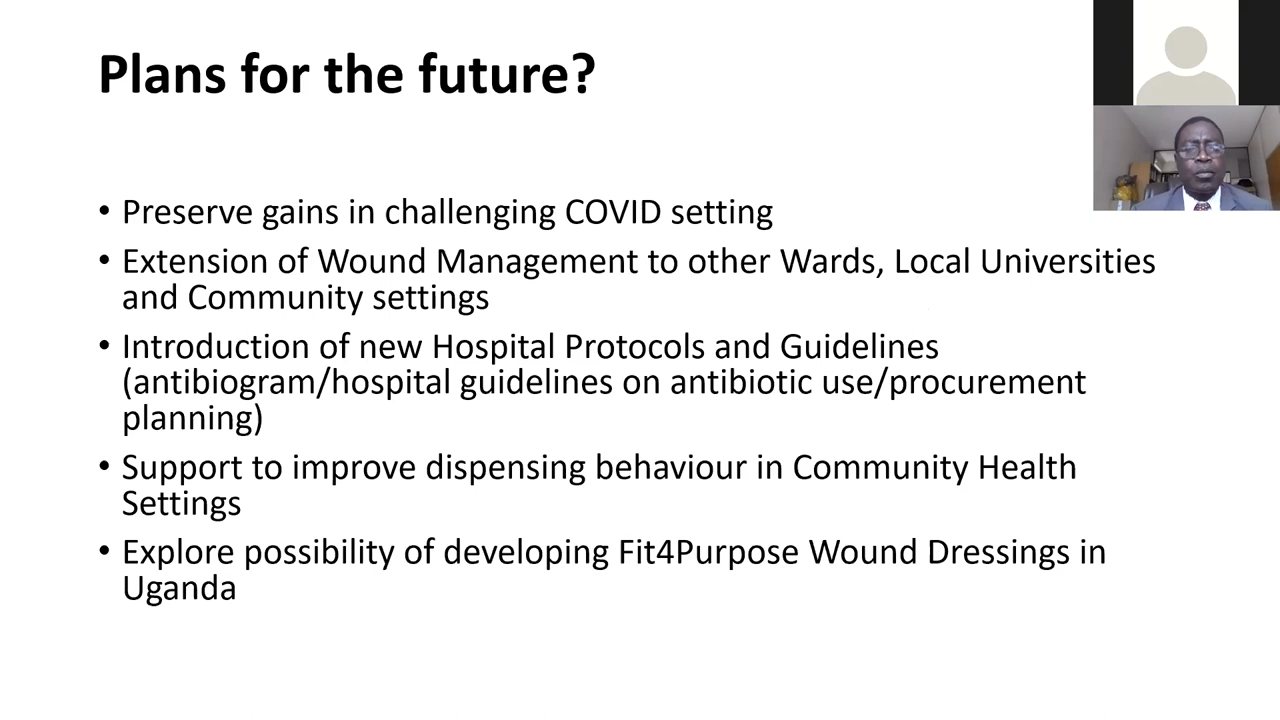 Plans for the future?
• Preserve gains in challenging COVID setting
• Extension of Wound Management to other Wards, Local Universities
and Community settings
• Introduction of new Hospital Protocols and Guidelines
(antibiogram/hospital guidelines on antibiotic use/procurement
planning)
• Support to improve dispensing behaviour in Community Health
Settings
• Explore possibility of developing Fit4Purpose Wound Dressings in
Uganda